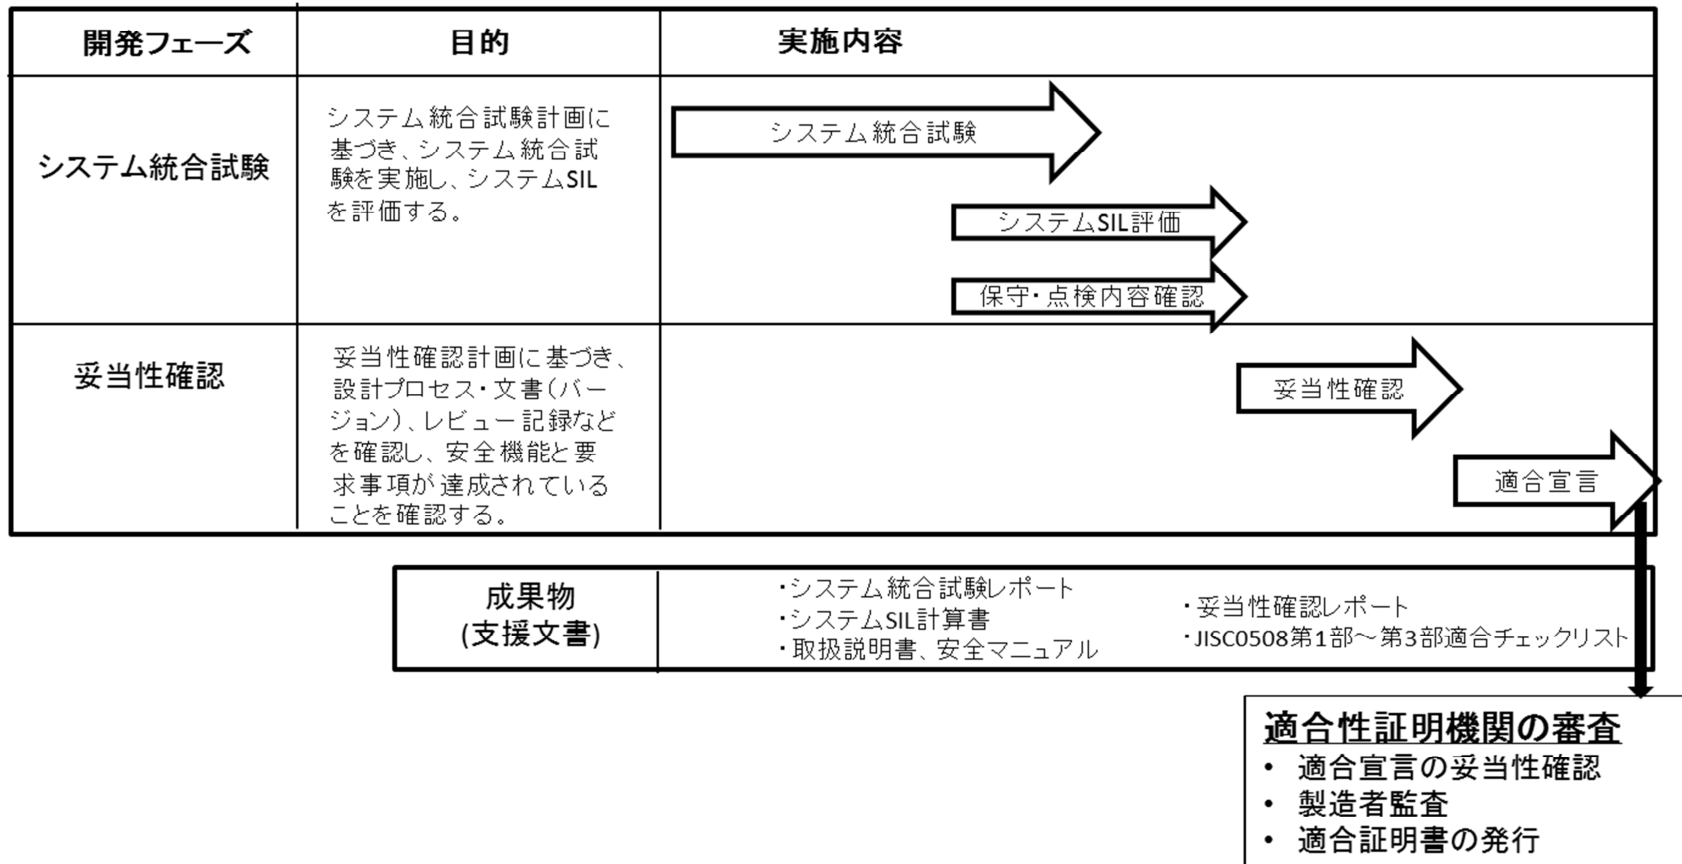 開発フェーズ
目的
実施内容
システム統合試験
システム統合試験計画に
基づき、システム統合試
験を実施し、システムSIL
を評価する。
システム統合試験
システムSIL評価
保守・点検内容確認
妥当性確認
妥当性確認計画に基づき、
設計プロセス・文書(バー
ジョン)、レビュー記録など
を確認し、安全機能と要
求事項が達成されている
ことを確認する。
妥当性確認
適合宣言
成果物
(支援文書)
・システム統合試験レポート
・システムSIL計算書
・取扱説明書、安全マニュアル
・妥当性確認レポート
・JISC0508第1部～第3部適合チェックリスト
適合性証明機関の審査
• 適合宣言の妥当性確認
• 製造者監査
• 適合証明書の発行